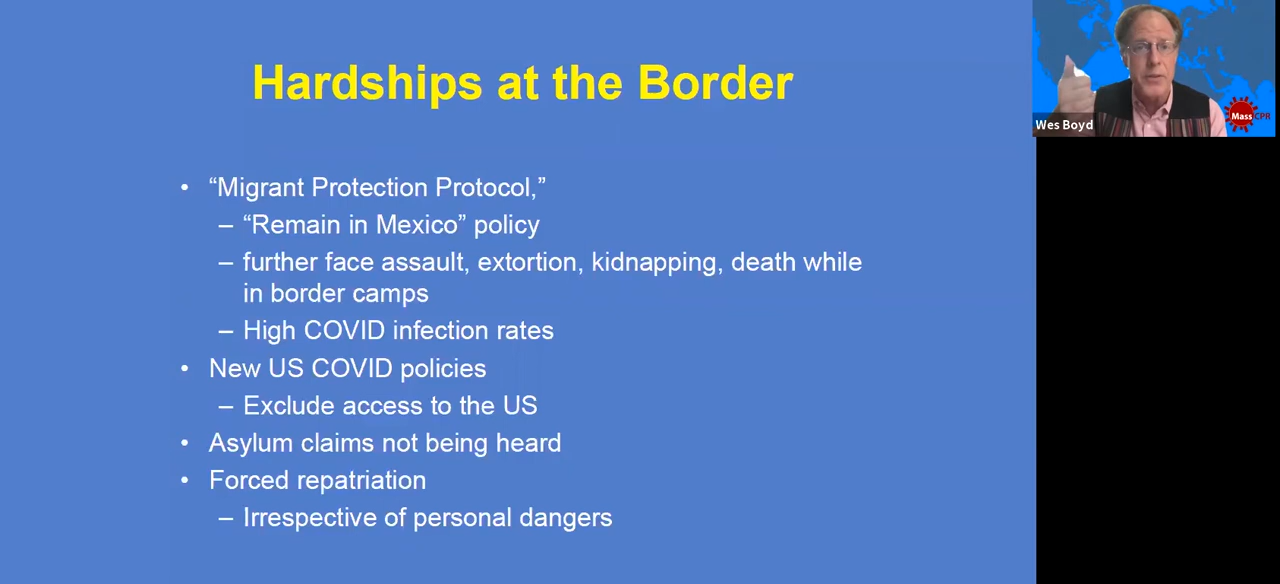 Hardships at the Border
• “Migrant Protection Protocol,”
– “Remain in Mexico” policy
– further face assault, extortion, kidnapping, death while
in border camps
– High COVID infection rates
• New US COVID policies
– Exclude access to the US
• Asylum claims not being heard
• Forced repatriation
– Irrespective of personal dangers
Wes Boyd
MassCPR